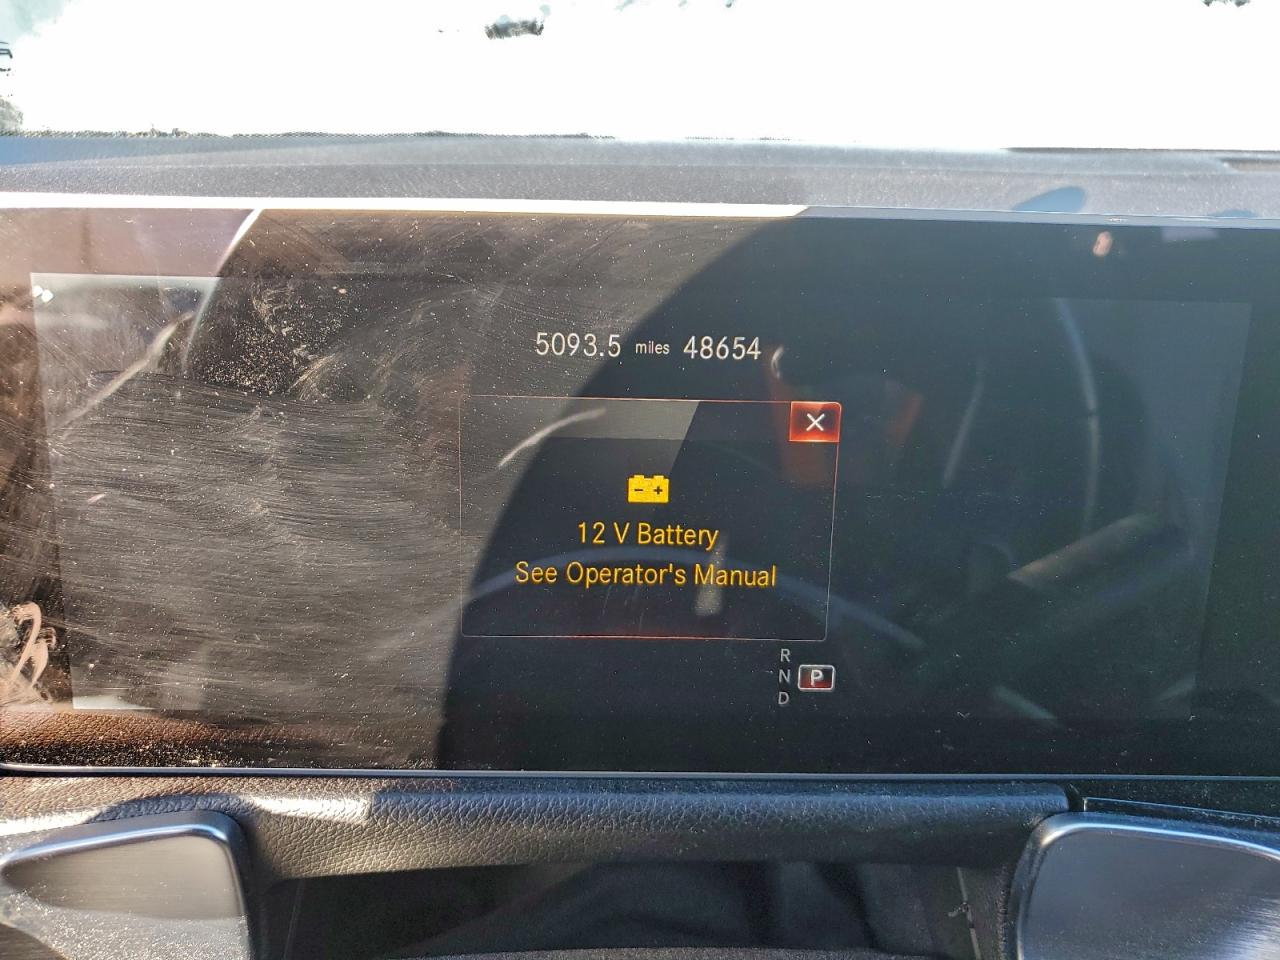 5093.5 miles 48654
12 V Battery
See Operator's Manual
R
N P
D